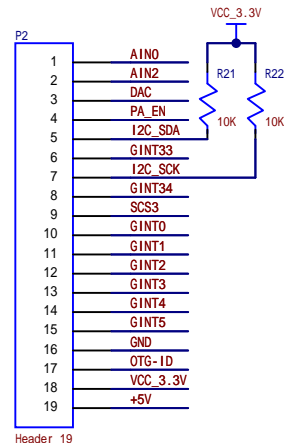 VCC_3.3V
P2
R21 R22
10K 10K
1 AIN0
2 AIN2
3 DAC
4 PA_EN
5 I2C_SDA
6 GINT33
7 I2C_SCK
8 GINT34
9 SCS3
10 GINT0
11 GINT1
12 GINT2
13 GINT3
14 GINT4
15 GINT5
16 GND
17 OTG-ID
18 VCC_3.3V
19 +5V
Header 19